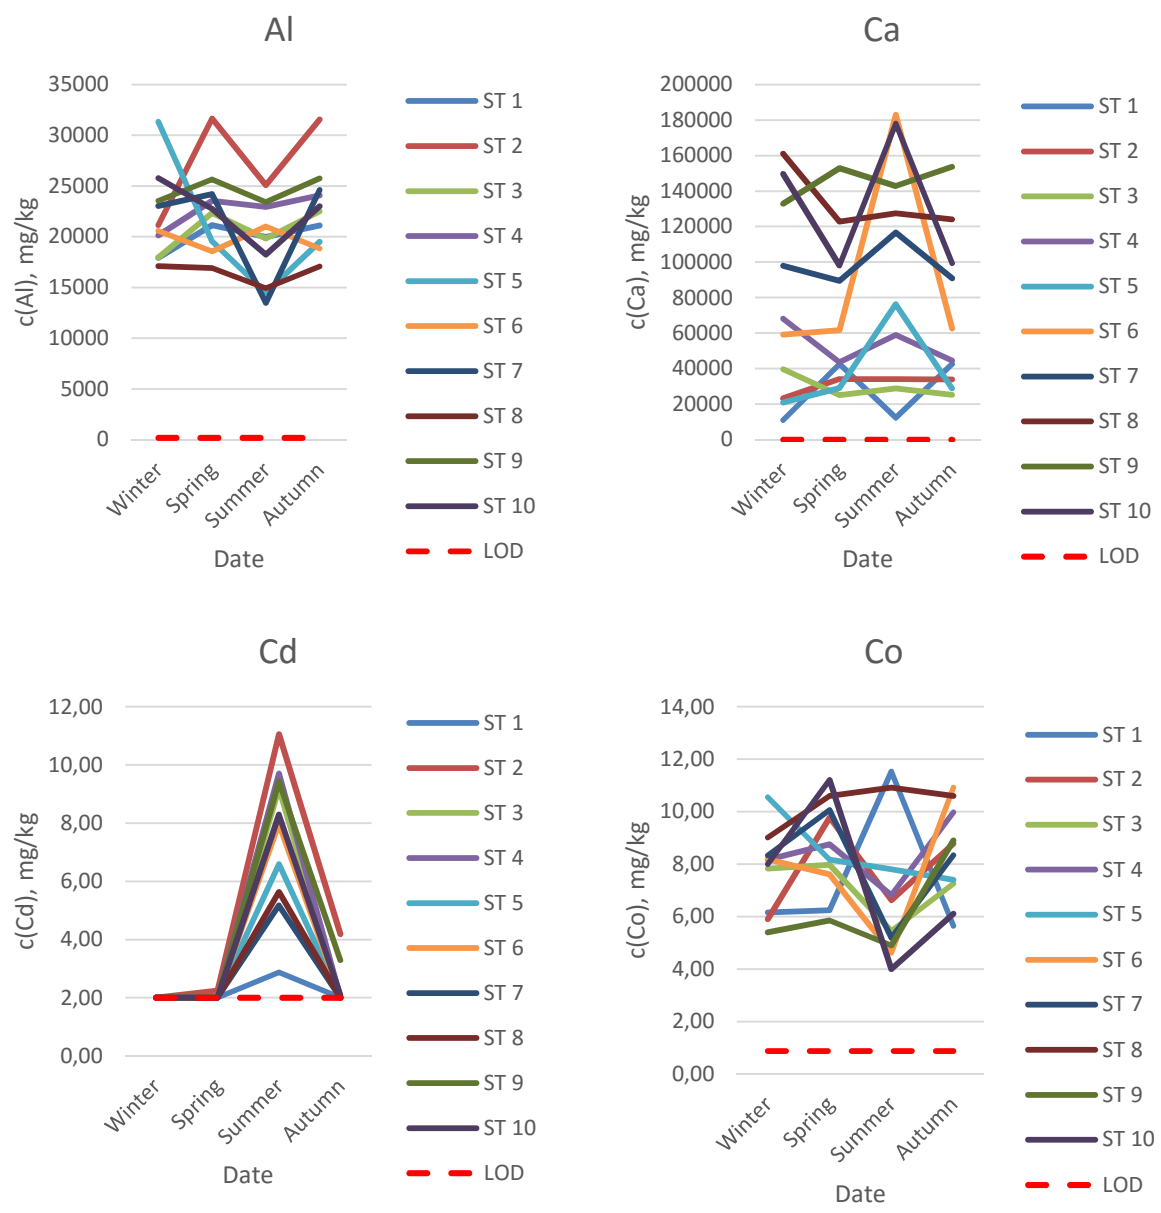 Al
c(Al), mg/kg
35000
30000
25000
20000
15000
10000
5000
0
Winter
Spring
Summer
Autumn
Date
ST 1
ST 2
ST 3
ST 4
ST 5
ST 6
ST 7
ST 8
ST 9
ST 10
LOD
Ca
c(Ca), mg/kg
200000
180000
160000
140000
120000
100000
80000
60000
40000
20000
0
Winter
Spring
Summer
Autumn
Date
ST 1
ST 2
ST 3
ST 4
ST 5
ST 6
ST 7
ST 8
ST 9
ST 10
LOD
Cd
c(Cd), mg/kg
12,00
10,00
8,00
6,00
4,00
2,00
0,00
Winter
Spring
Summer
Autumn
Date
ST 1
ST 2
ST 3
ST 4
ST 5
ST 6
ST 7
ST 8
ST 9
ST 10
LOD
Co
c(Co), mg/kg
14,00
12,00
10,00
8,00
6,00
4,00
2,00
0,00
Winter
Spring
Summer
Autumn
Date
ST 1
ST 2
ST 3
ST 4
ST 5
ST 6
ST 7
ST 8
ST 9
ST 10
LOD